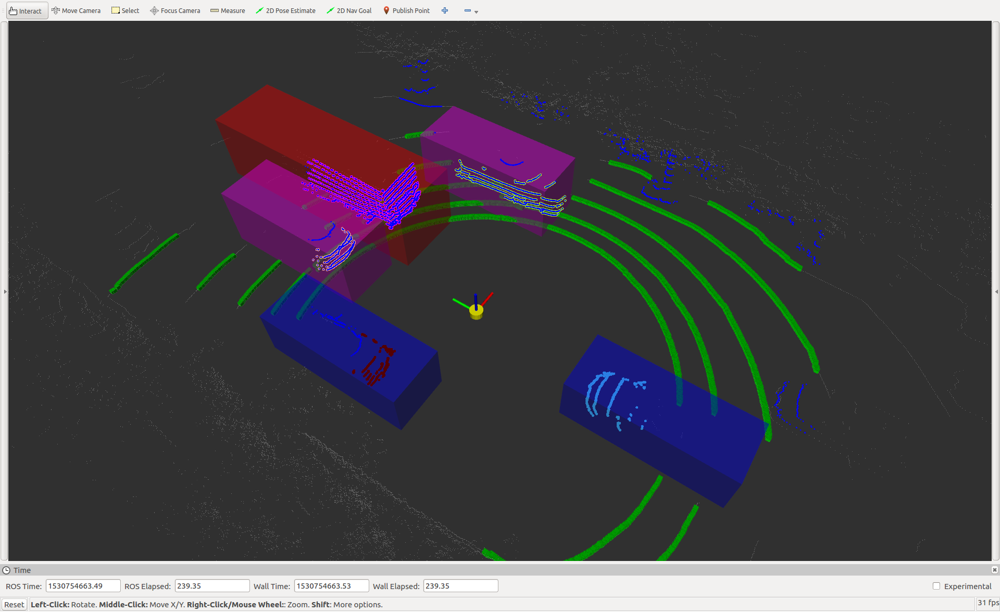 Interact Move Camera Select Focus Camera Measure 2D Pose Estimate 2D Nav Goal Publish Point
Time
ROS Time: 1530754663.49 ROS Elapsed: 239.35 Wall Time: 1530754663.53 Wall Elapsed: 239.35 Experimental
Reset Left-Click: Rotate. Middle-Click: Move X/Y. Right-Click/Mouse Wheel:: Zoom. Shift: More options. 31 fps